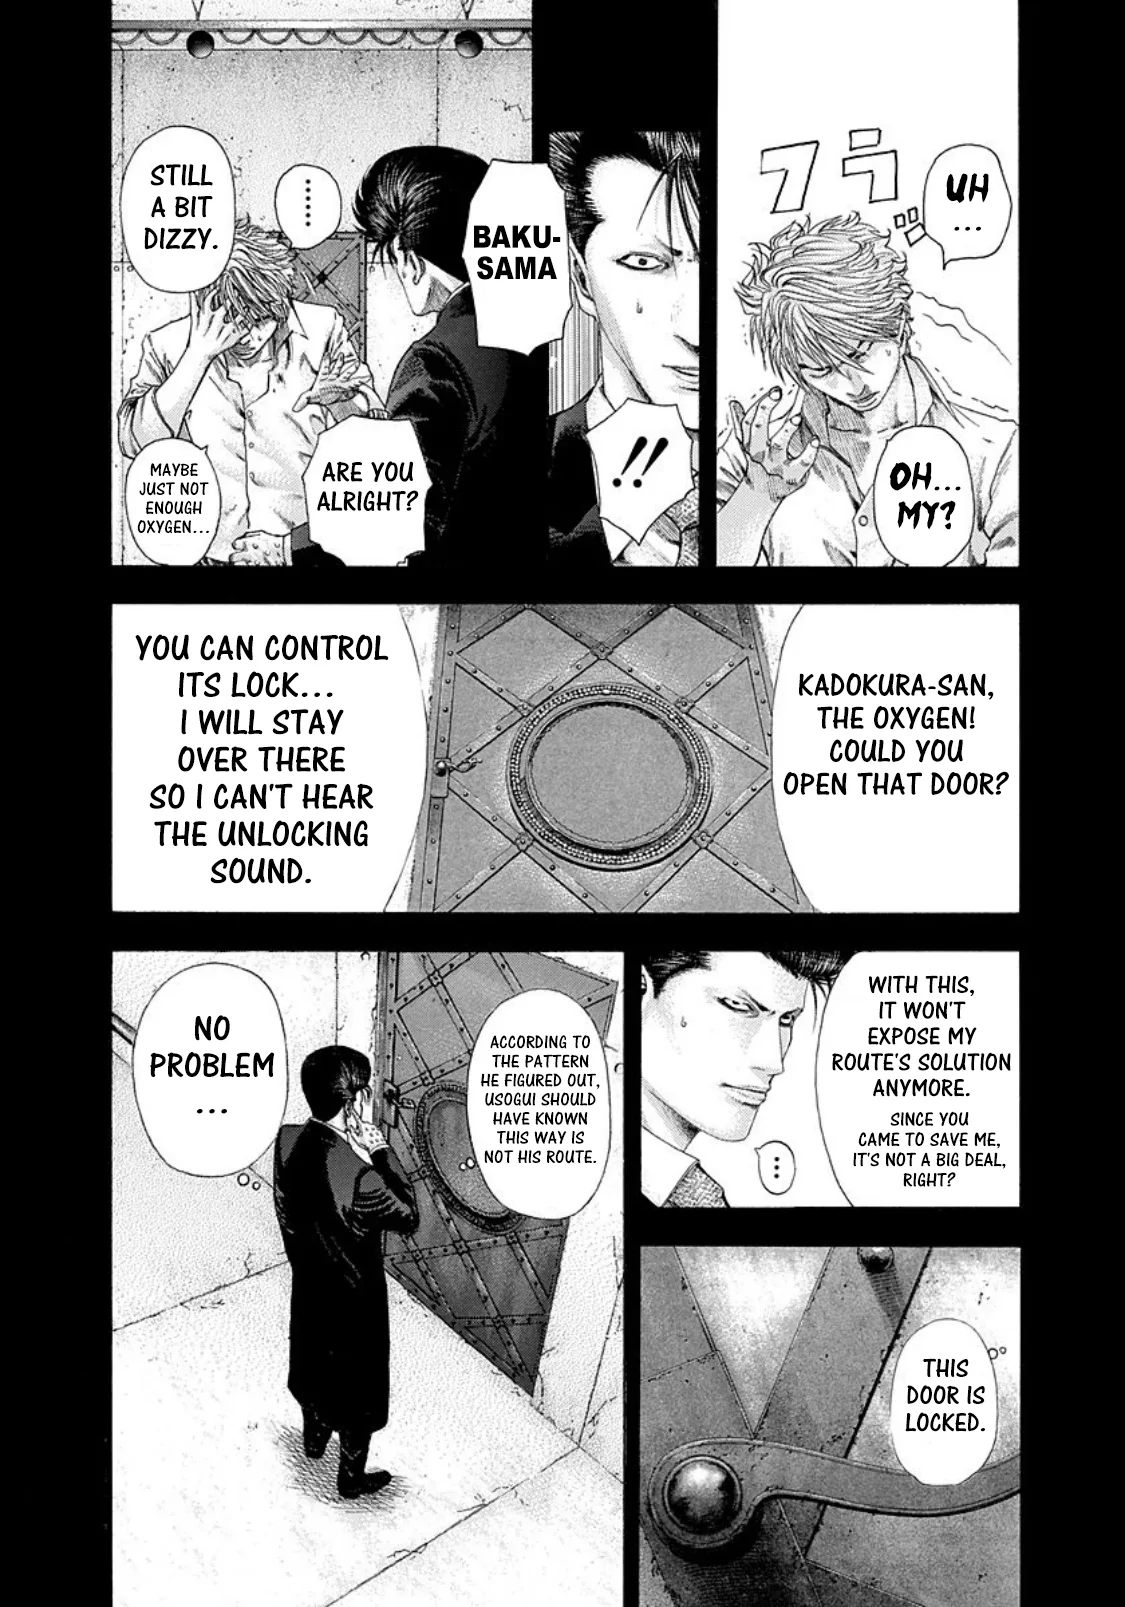 UH
...
フラ
ッ
OH...
MY?
!!
BAKU-
SAMA
......
STILL
A BIT
DIZZY.
ARE YOU
ALRIGHT?
MAYBE
JUST NOT
ENOUGH
OXYGEN...
KADOKURA-SAN,
THE OXYGEN!
COULD YOU
OPEN THAT DOOR?
YOU CAN CONTROL
ITS LOCK...
I WILL STAY
OVER THERE
SO I CAN'T HEAR
THE UNLOCKING
SOUND.
WITH THIS,
IT WON'T
EXPOSE MY
ROUTE'S SOLUTION
ANYMORE.
SINCE YOU
CAME TO SAVE ME,
IT'S NOT A BIG DEAL,
RIGHT?
...
THIS
DOOR IS
LOCKED.
ACCORDING TO
THE PATTERN
HE FIGURED OUT,
USOGUI SHOULD
HAVE KNOWN
THIS WAY IS
NOT HIS ROUTE.
NO
PROBLEM
...